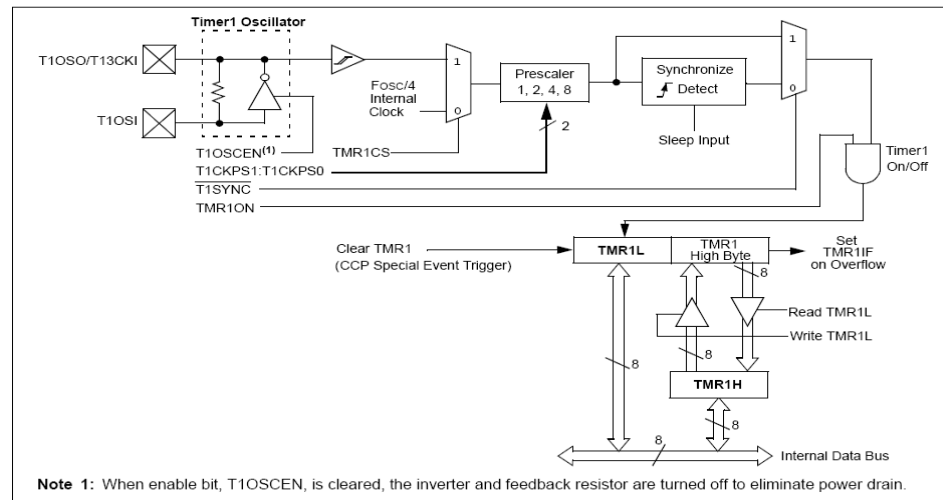 Timer1 Oscillator
T1OSO/T13CKI
T1OSI
FOSC/4
Internal
Clock
1
0
Prescaler
1, 2, 4, 8
2
Synchronize
Detect
Sleep Input
1
0
T1OSCEN(1)
TMR1CS
T1CKPS1:T1CKPS0
T1SYNC
TMR1ON
Timer1
On/Off
Clear TMR1
(CCP Special Event Trigger)
TMR1L
TMR1
High Byte
Set
TMR1IF
on Overflow
8
Read TMR1L
Write TMR1L
8
8
TMR1H
8
8
Internal Data Bus
Note 1: When enable bit, T1OSCEN, is cleared, the inverter and feedback resistor are turned off to eliminate power drain.